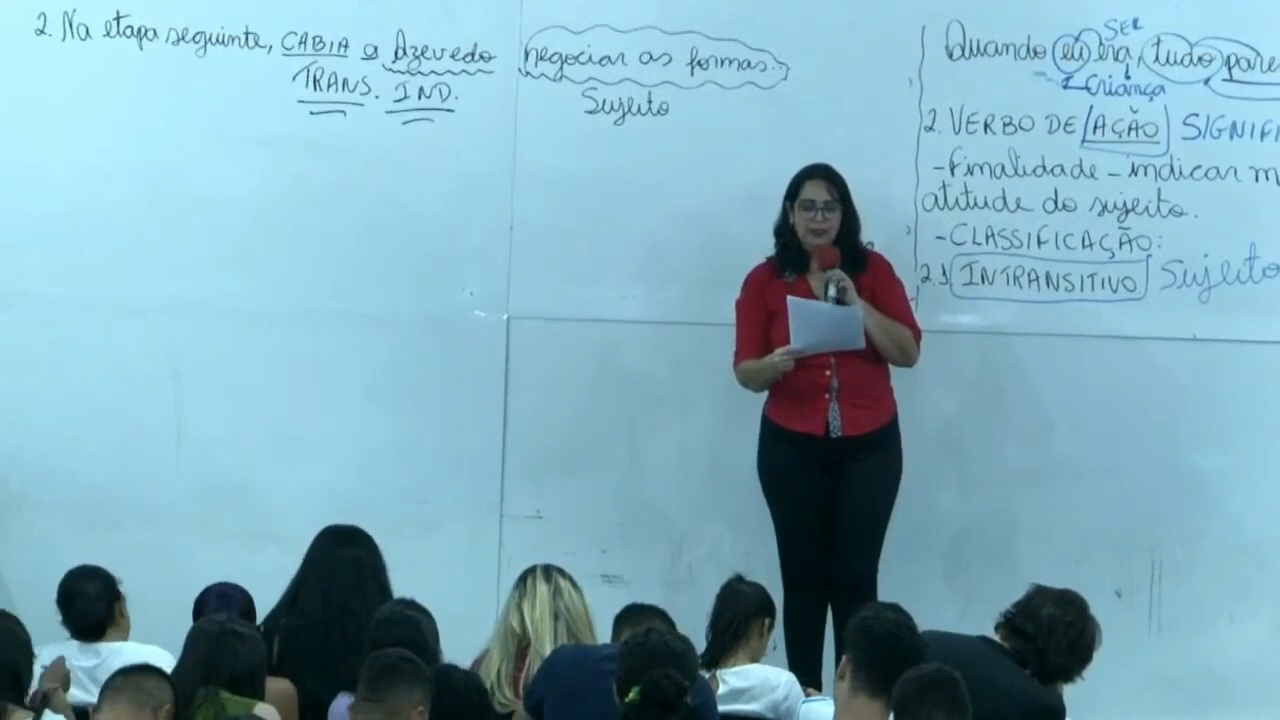 2. Na etapa seguinte, CABIA a Azevedo negociar as formas...
TRANS. IND.
Sujeito
SER
Quando eu era, tudo pare
Criança
2. VERBO DE AÇÃO SIGNIFI
- Finalidade - indicar m
atitude do sujeito.
- CLASSIFICAÇÃO:
2.1 INTRANSITIVO. Sujeito